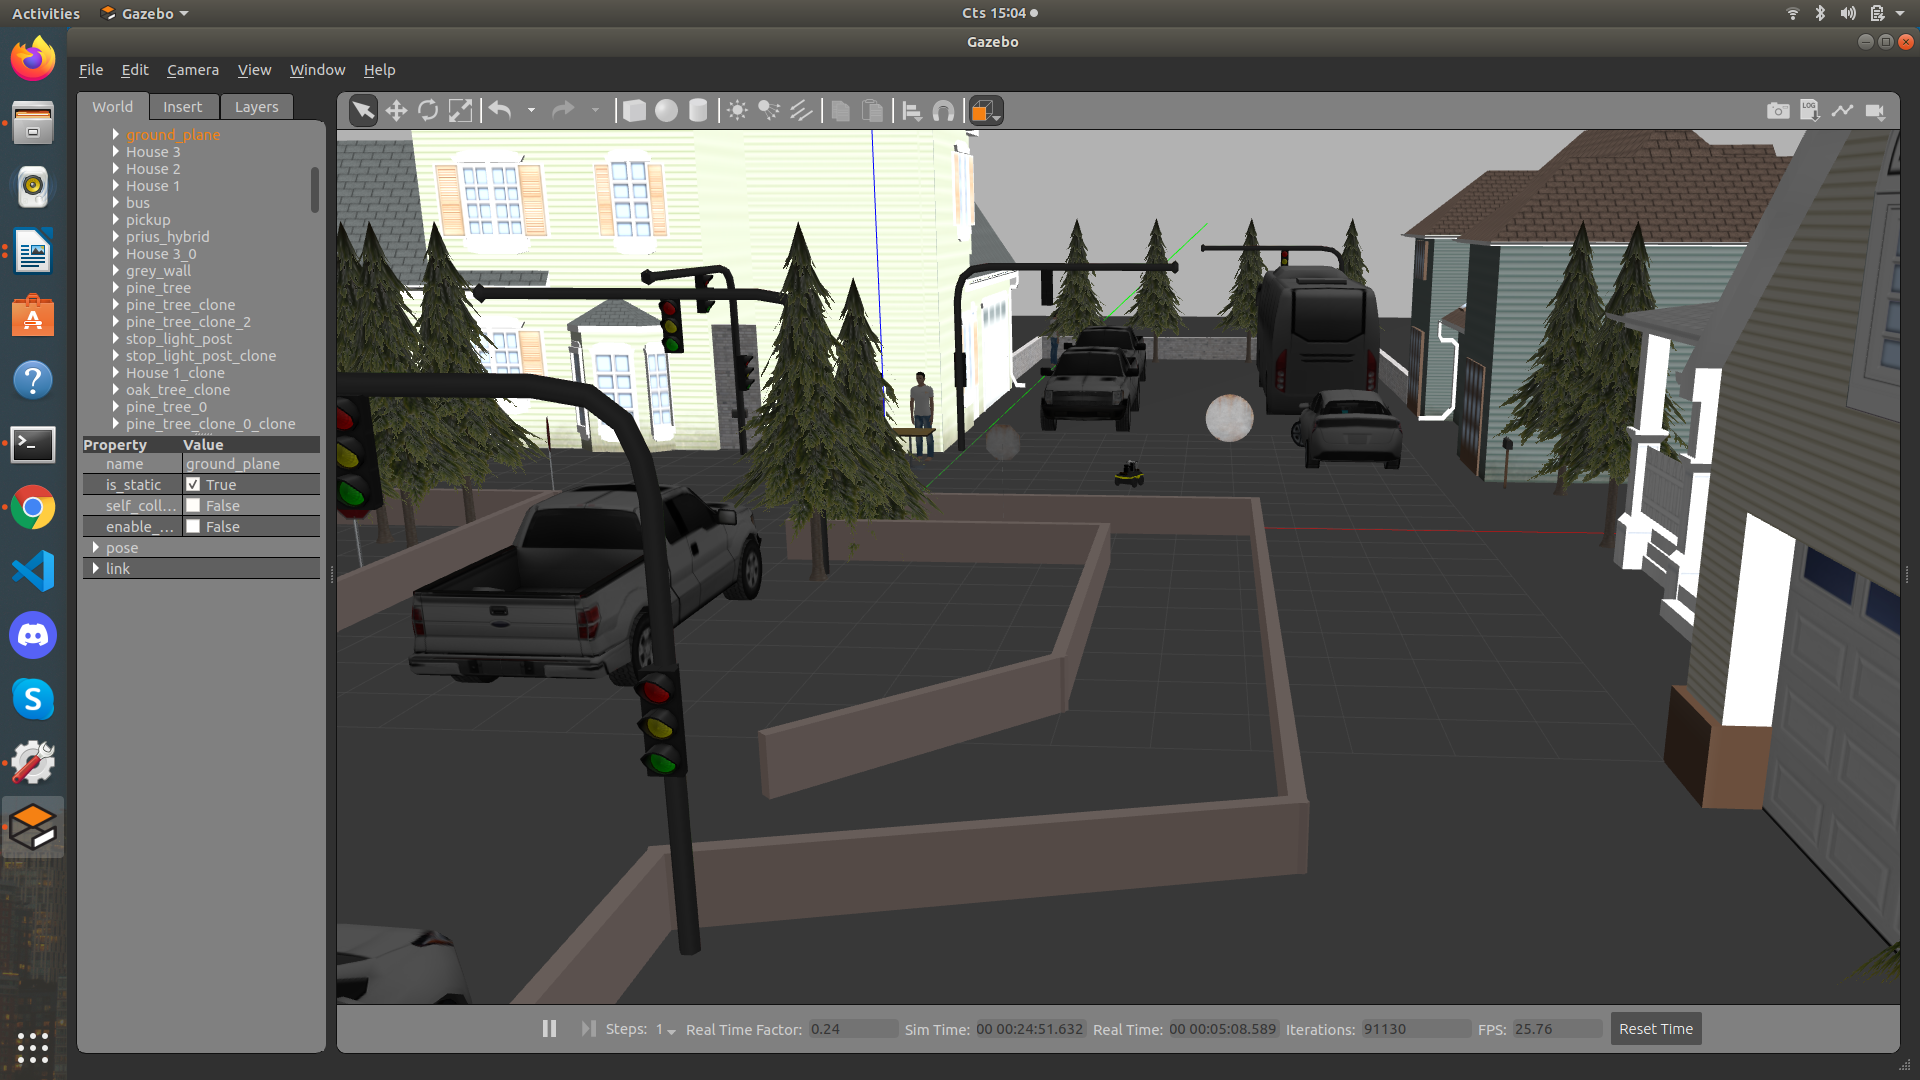 Activities
Gazebo
Cts 15:04
Gazebo
File Edit Camera View Window Help
World Insert Layers
LOG
ground_plane
House 3
House 2
House 1
bus
pickup
prius_hybrid
House 3_0
grey_wall
pine_tree
pine_tree_clone
pine_tree_clone_2
stop_light_post
stop_light_post_clone
House 1_clone
oak_tree_clone
pine_tree_0
pine_tree_clone_0_clone
Property Value
name ground_plane
is_static True
self_coll... False
enable_... False
pose
link
Steps: 1 Real Time Factor: 0.24 Sim Time: 00 00:24:51.632 Real Time: 00 00:05:08.589 Iterations: 91130 FPS: 25.76 Reset Time